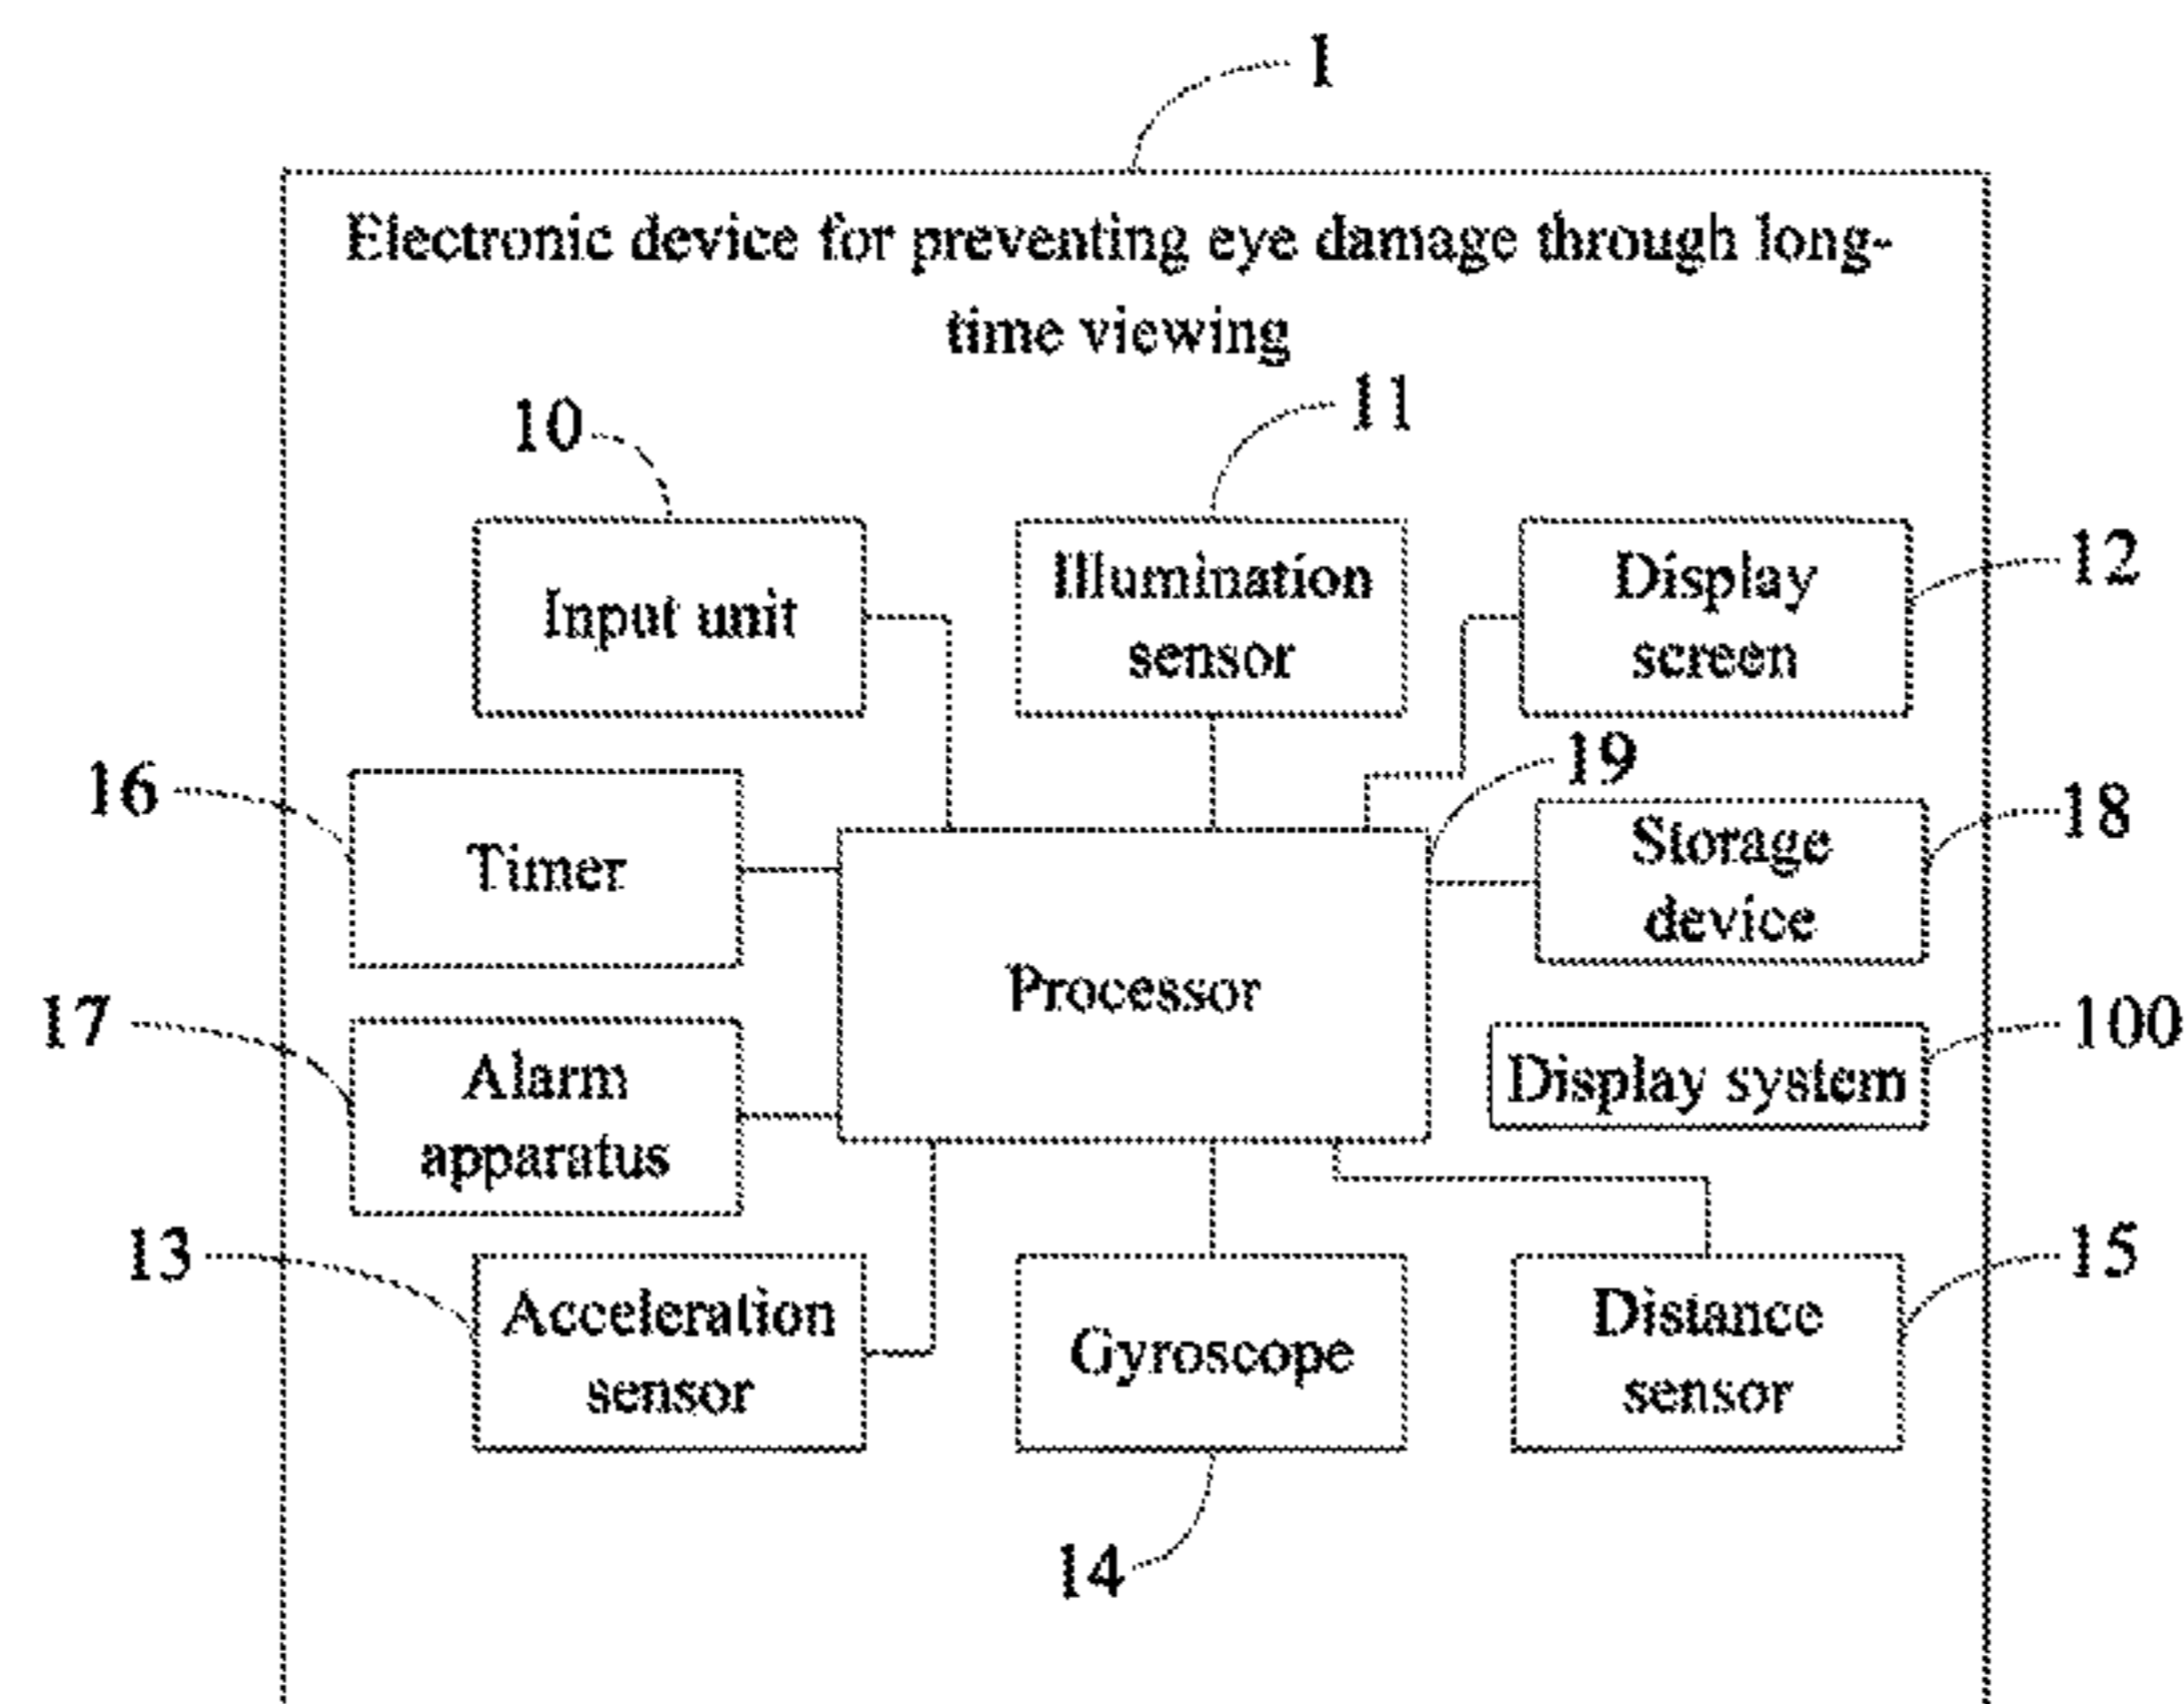 1
Electronic device for preventing eye damage through long-
time viewing
10
11
Input unit
Illumination
sensor
Display
screen
12
16
Timer
19
Storage
device
18
Processor
17
Alarm
apparatus
Display system
100
13
Acceleration
sensor
Gyroscope
Distance
sensor
15
14